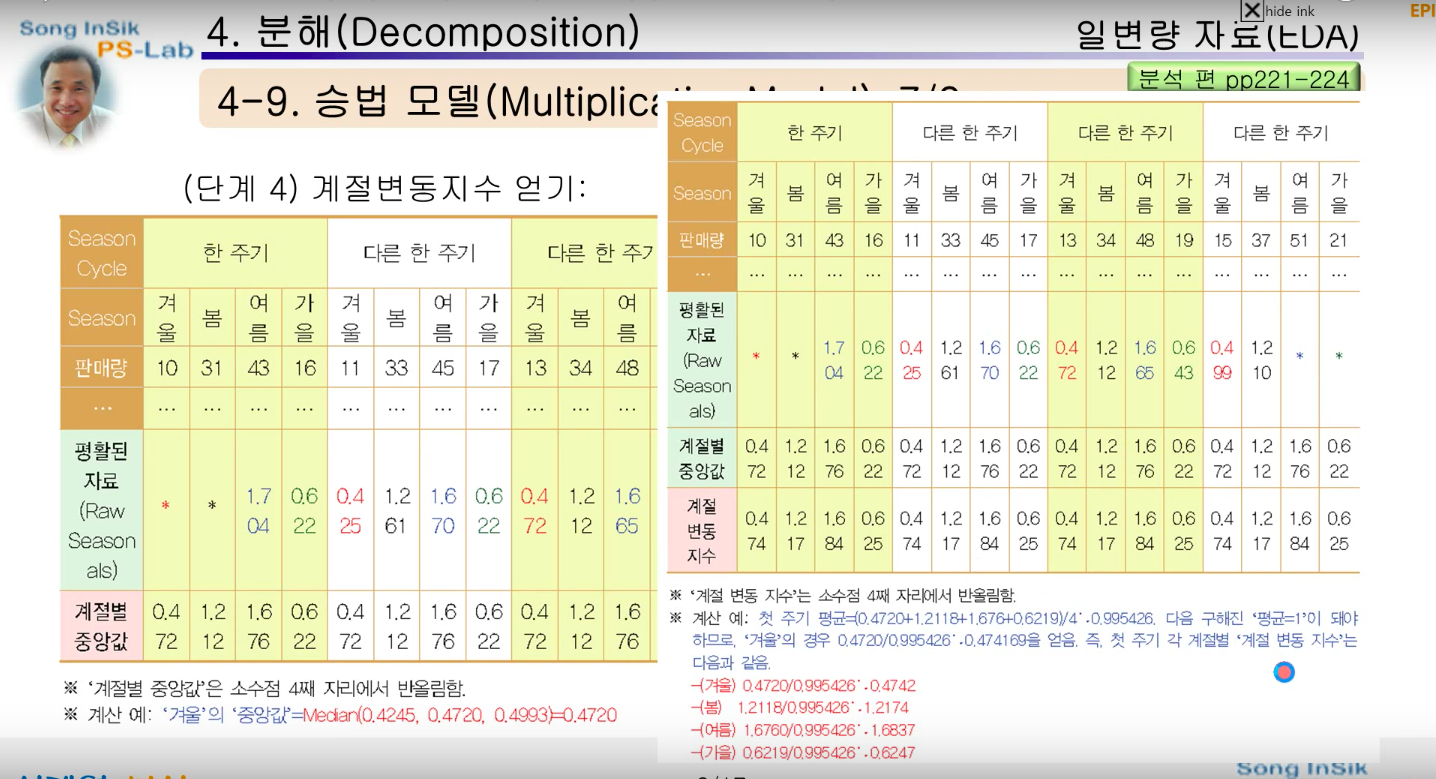 hide ink
EPI
Song InSik
PS-Lab
4. 분해(Decomposition)
일변량 자료(EDA)
분석 편 pp221-224
4-9. 승법 모델(Multiplica
(단계 4) 계절변동지수 얻기:
Season Cycle 한 주기 다른 한 주기 다른 한 주기
Season 겨울 봄 여름 가을 겨울 봄 여름 가을 겨울 봄 여름
판매량 10 31 43 16 11 33 45 17 13 34 48
... ... ... ... ... ... ... ... ... ... ... ...
평활된 자료 (Raw Seasonals) * * 1.704 0.622 0.425 1.261 1.670 0.622 0.472 1.212 1.665
계절별 중앙값 0.472 1.212 1.676 0.622 0.472 1.212 1.676 0.622 0.472 1.212 1.676
※ '계절별 중앙값'은 소수점 4째 자리에서 반올림함.
※ 계산 예: '겨울'의 '중앙값'=Median(0.4245, 0.4720, 0.4993)=0.4720
Season Cycle 한 주기 다른 한 주기 다른 한 주기 다른 한 주기
Season 겨울 봄 여름 가을 겨울 봄 여름 가을 겨울 봄 여름 가을 겨울 봄 여름 가을
판매량 10 31 43 16 11 33 45 17 13 34 48 19 15 37 51 21
... ... ... ... ... ... ... ... ... ... ... ... ... ... ... ... ...
평활된 자료 (Raw Seasonals) * * 1.704 0.622 0.425 1.261 1.670 0.622 0.472 1.212 1.665 0.643 0.499 1.210 * *
계절별 중앙값 0.472 1.212 1.676 0.622 0.472 1.212 1.676 0.622 0.472 1.212 1.676 0.622 0.472 1.212 1.676 0.622
계절 변동 지수 0.474 1.217 1.684 0.625 0.474 1.217 1.684 0.625 0.474 1.217 1.684 0.625 0.474 1.217 1.684 0.625
※ '계절 변동 지수'는 소수점 4째 자리에서 반올림함.
※ 계산 예: 첫 주기 평균=(0.4720+1.2118+1.676+0.6219)/4≒0.995426. 다음 구해진 '평균=1'이 돼야
하므로, '겨울'의 경우 0.4720/0.995426≒0.474169을 얻음. 즉, 첫 주기 각 계절별 '계절 변동 지수'는
다음과 같음.
-(겨울) 0.4720/0.995426≒0.4742
-(봄) 1.2118/0.995426≒1.2174
-(여름) 1.6760/0.995426≒1.6837
-(가을) 0.6219/0.995426≒0.6247
Song InSik